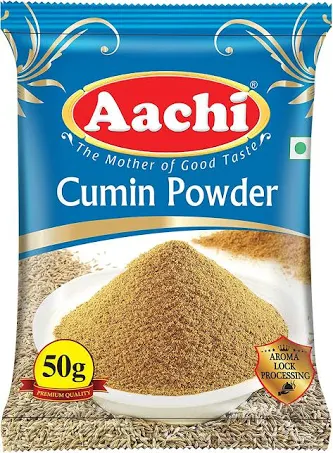 Aachi®
The Mother of Good Taste
Cumin Powder
50g
PREMIUM QUALITY
AROMA
LOCK
PROCESSING